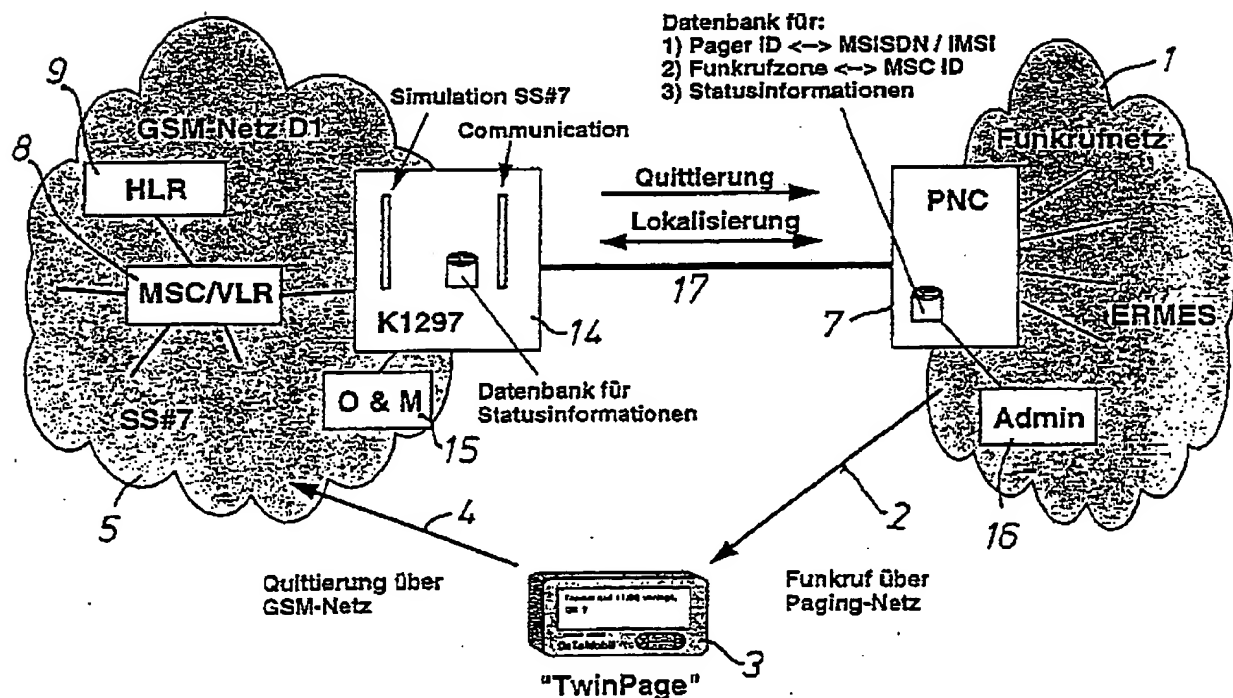 Datenbank für:
1) Pager ID <--> MSISDN / IMSI
2) Funkrufzone <--> MSC ID
3) Statusinformationen
1
9
Simulation SS#7
GSM-Netz D1
Communication
Funkrufnetz
8
HLR
Quittierung
PNC
Lokalisierung
MSC/VLR
17
K1297
14
7
ERMES
O & M
Datenbank für
Statusinformationen
SS#7
15
Admin
5
4
2
16
Quittierung über
GSM-Netz
Funkruf über
Paging-Netz
3
"TwinPage"